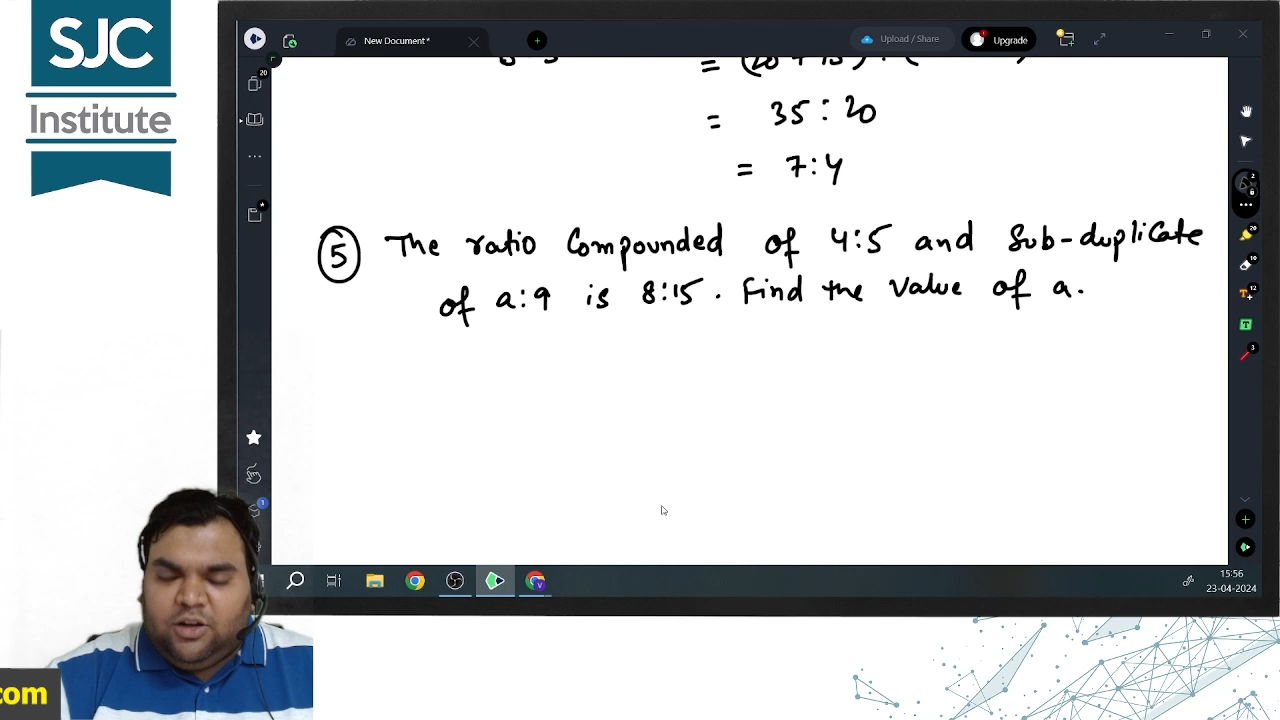 SJC
Institute
New Document*
Upload / Share
Upgrade
= 35 : 20
= 7:4
5 The ratio Compounded of 4:5 and Sub-duplicate
of a:9 is 8:15. Find the value of a.
15:56
23-04-2024
com